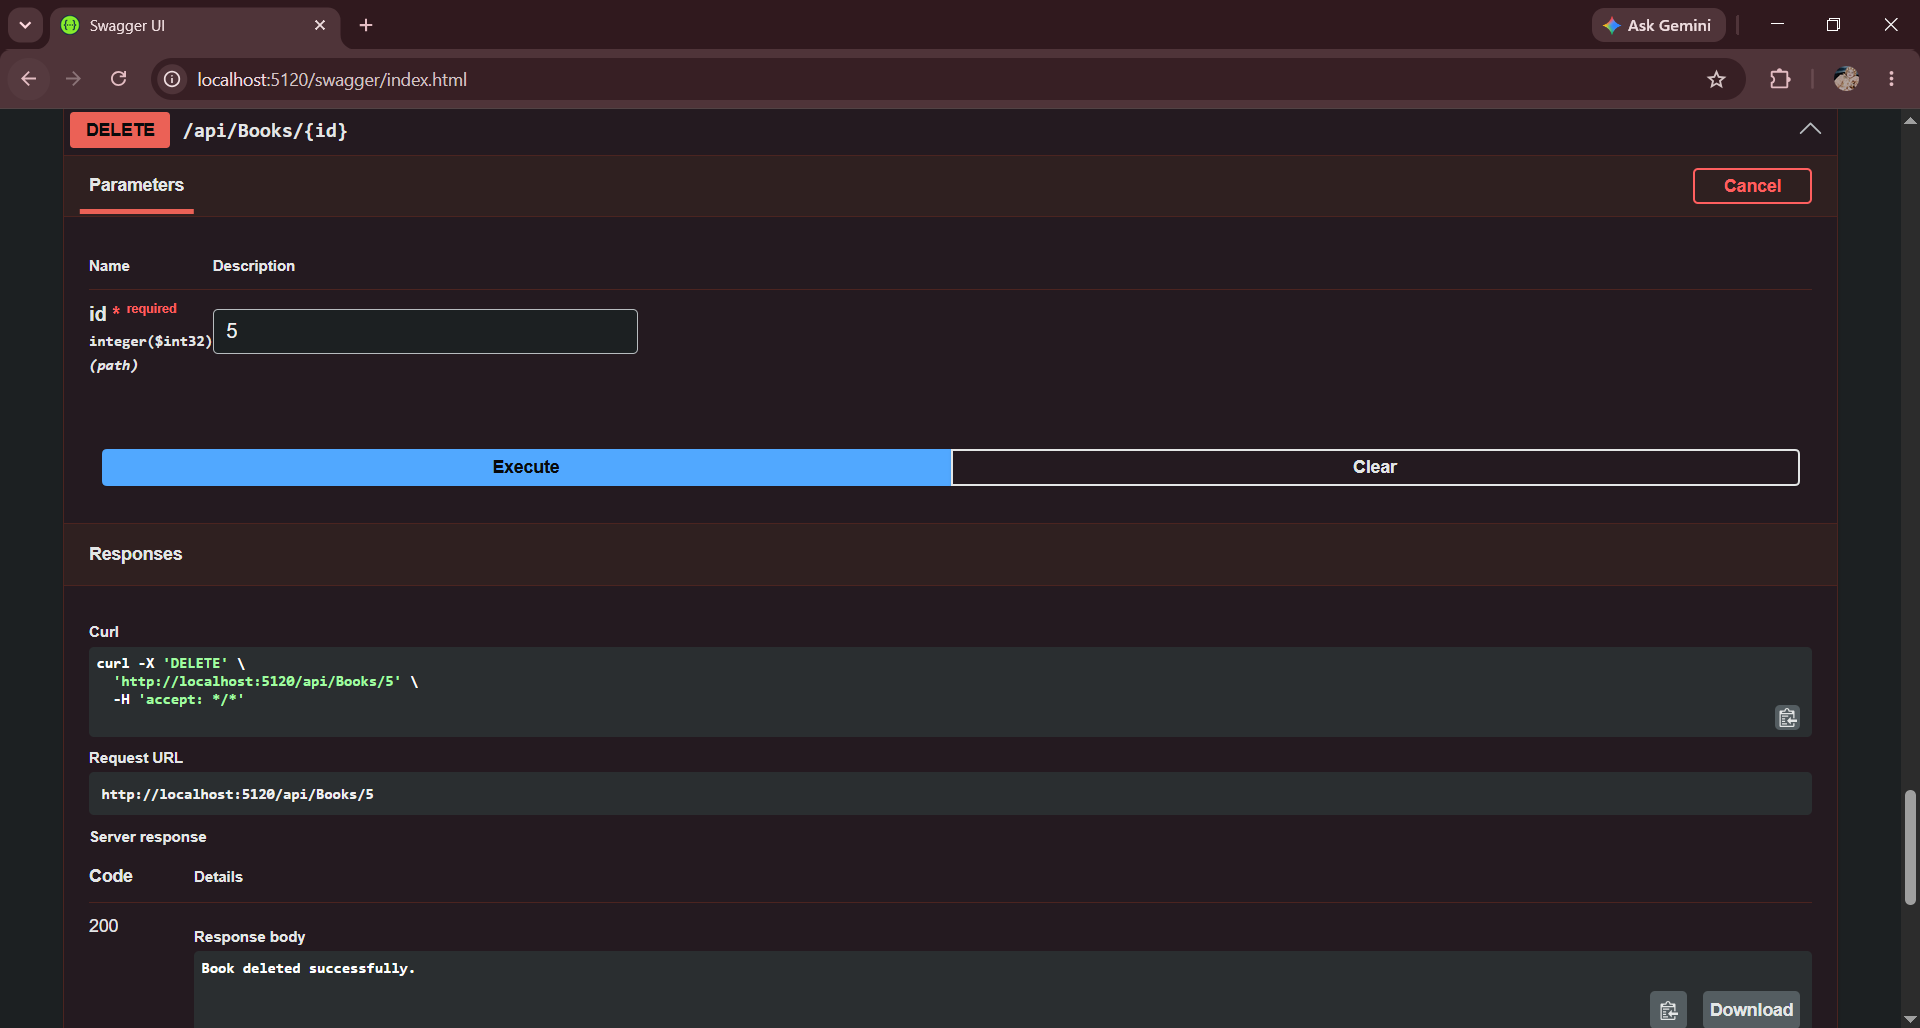 Swagger UI
Ask Gemini
localhost:5120/swagger/index.html
DELETE /api/Books/{id}
Parameters
Cancel
Name Description
id * required
integer($int32)
(path)
5
Execute Clear
Responses
Curl
curl -X 'DELETE' \
'http://localhost:5120/api/Books/5' \
-H 'accept: */*'
Request URL
http://localhost:5120/api/Books/5
Server response
Code Details
200
Response body
Book deleted successfully.
Download